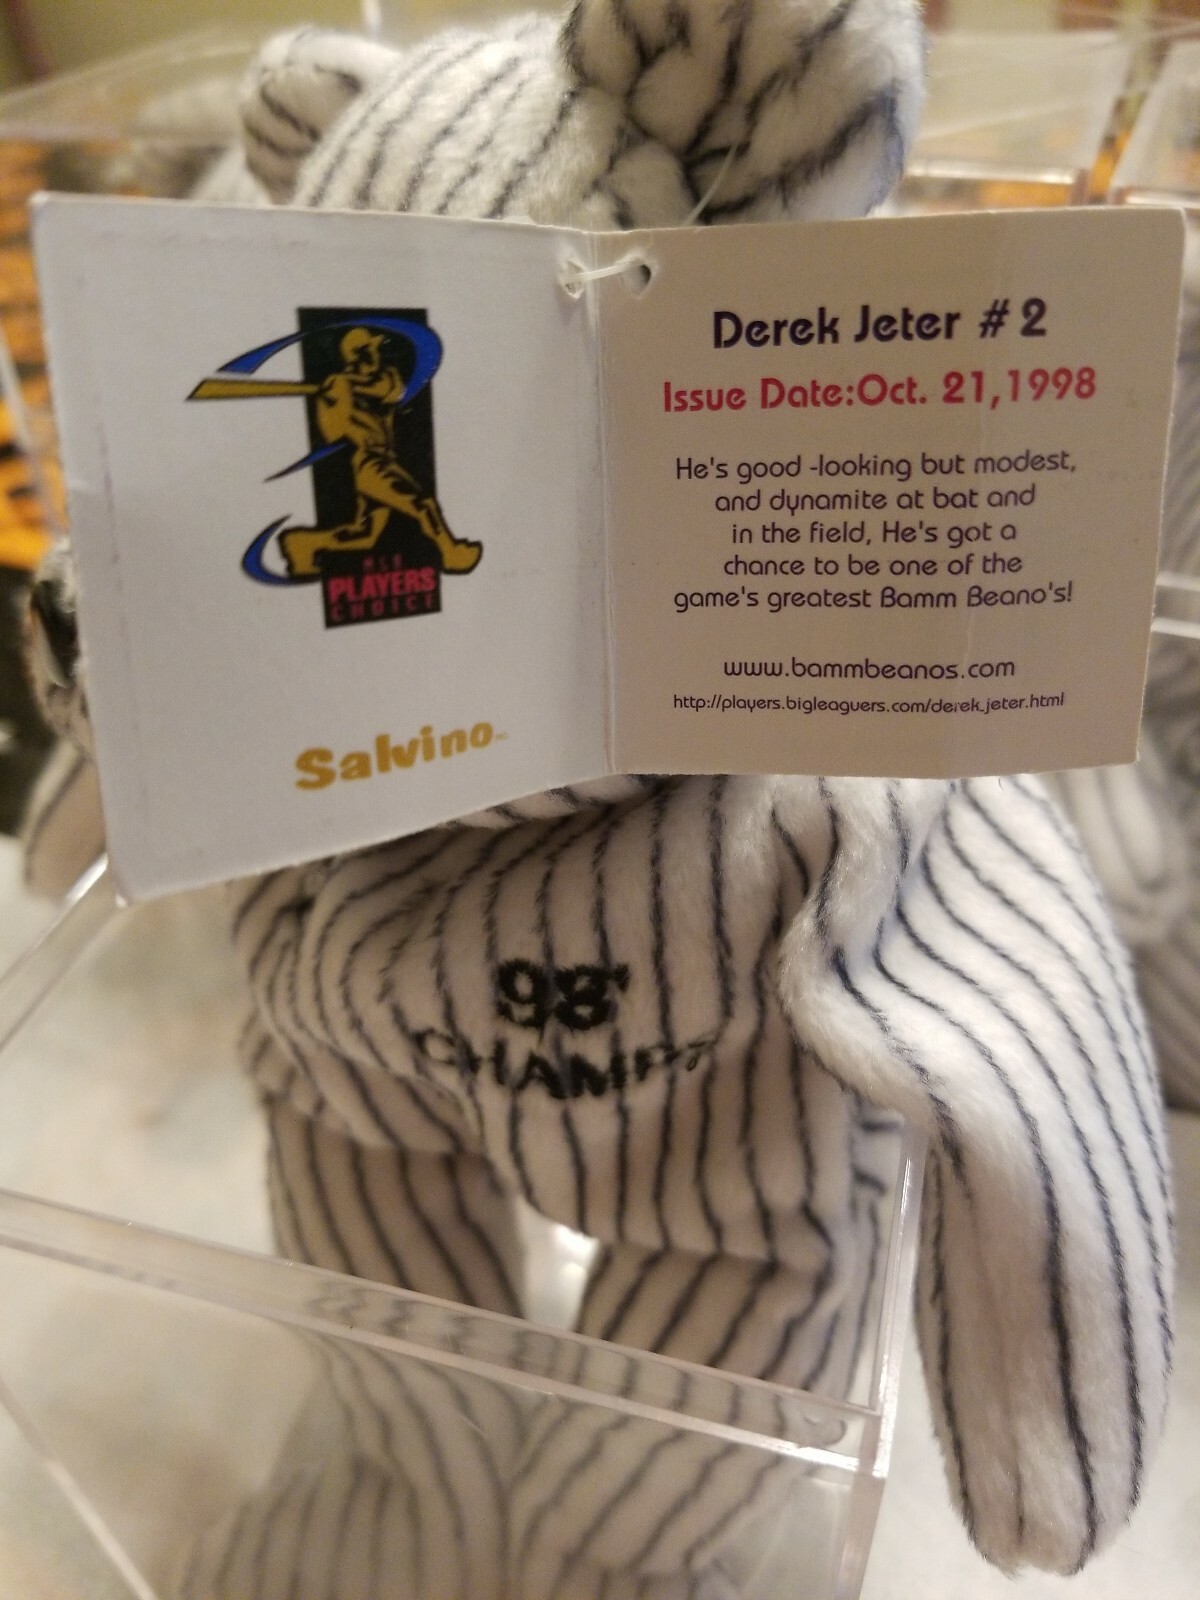 MLB
PLAYERS
CHOICE
Salvino
Derek Jeter #2
Issue Date:Oct. 21,1998
He's good -looking but modest,
and dynamite at bat and
in the field, He's got a
chance to be one of the
game's greatest Bamm Beano's!
www.bammbeanos.com
http://players.bigleaguers.com/derek_jeter.html
98'
CHAMPS